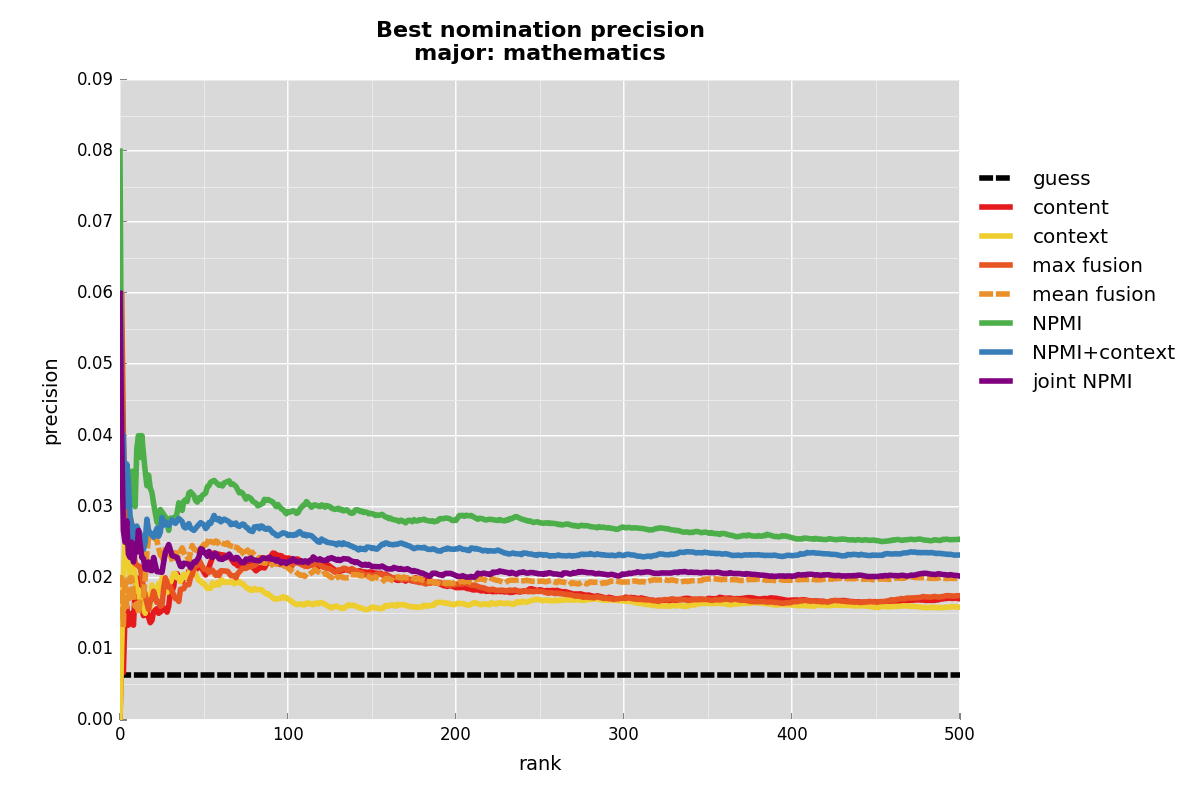 Best nomination precision
major: mathematics
precision
0.09
0.08
0.07
0.06
0.05
0.04
0.03
0.02
0.01
0.00
0
100
200
300
400
500
rank
guess
content
context
max fusion
mean fusion
NPMI
NPMI+context
joint NPMI